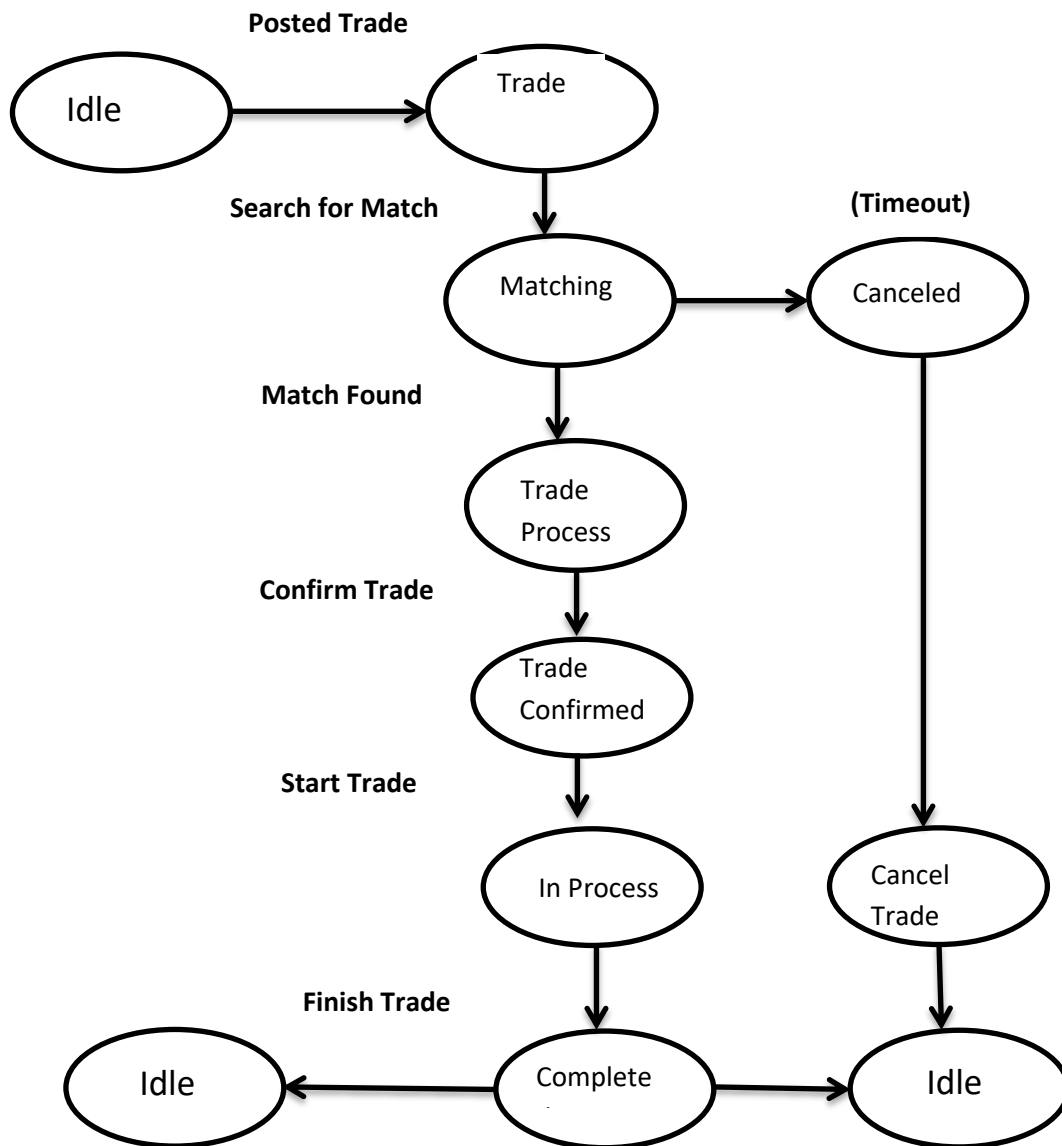 Posted Trade
Idle
Trade
Search for Match
(Timeout)
Matching
Canceled
Match Found
Trade
Process
Confirm Trade
Trade
Confirmed
Start Trade
In Process
Cancel
Trade
Finish Trade
Idle
Complete
Idle